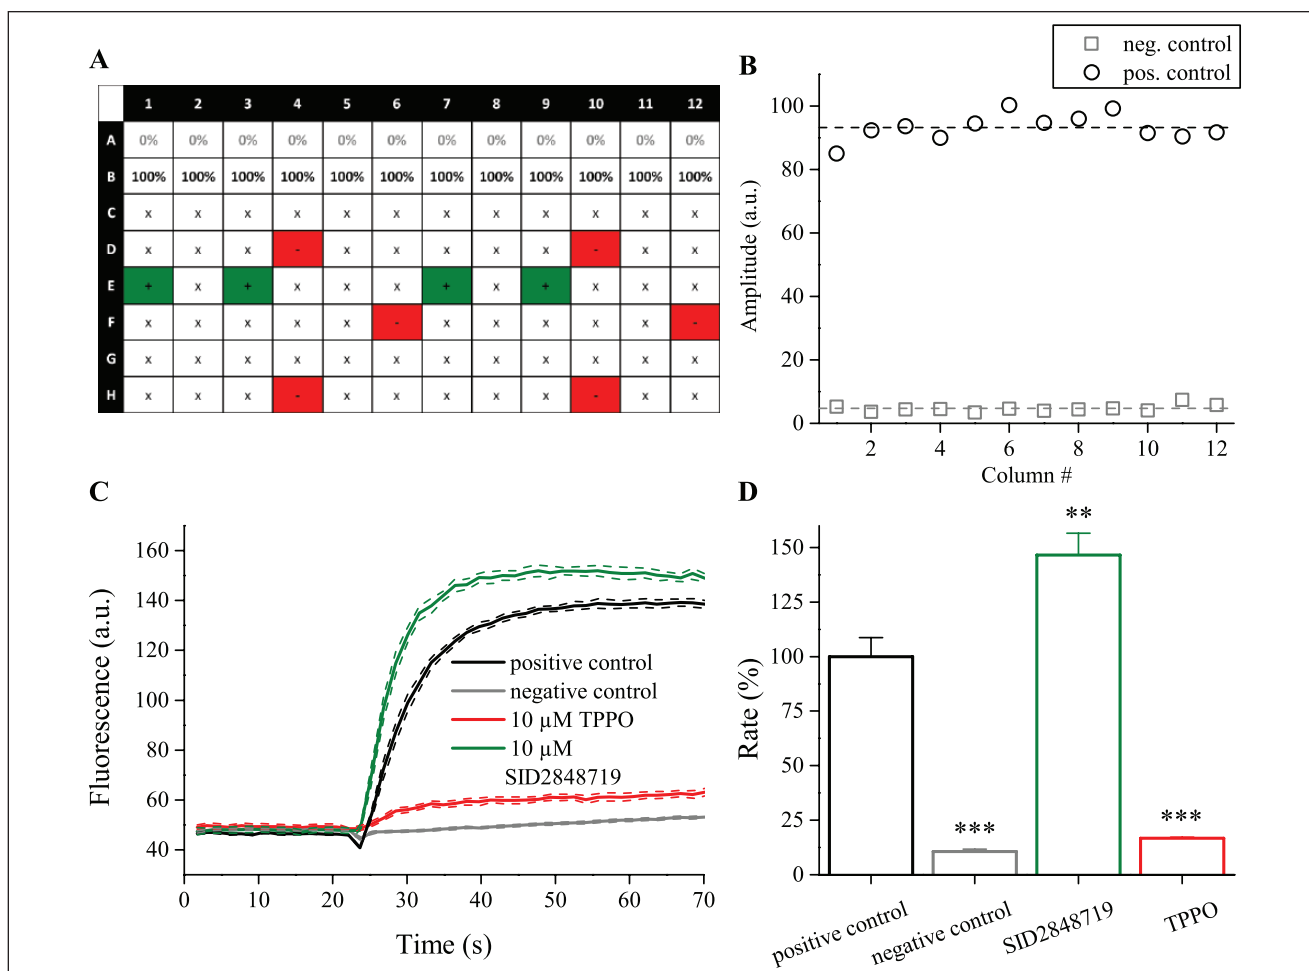 A
1 2 3 4 5 6 7 8 9 10 11 12
A 0% 0% 0% 0% 0% 0% 0% 0% 0% 0% 0% 0%
B 100% 100% 100% 100% 100% 100% 100% 100% 100% 100% 100% 100%
C x x x x x x x x x x x x
D x x x - x x x x x - x x
E + x + x x x + x + x x x
F x x x x x - x x x x x -
G x x x x x x x x x x x x
H x x x - x x x x x - x x
B
neg. control
pos. control
100
80
60
40
20
0
Amplitude (a.u.)
2 4 6 8 10 12
Column #
C
160
140
120
100
80
60
40
Fluorescence (a.u.)
positive control
negative control
10 µM TPPO
10 µM
SID2848719
0 10 20 30 40 50 60 70
Time (s)
D
150
125
100
75
50
25
0
Rate (%)
***
**
***
positive control
negative control
SID2848719
TPPO